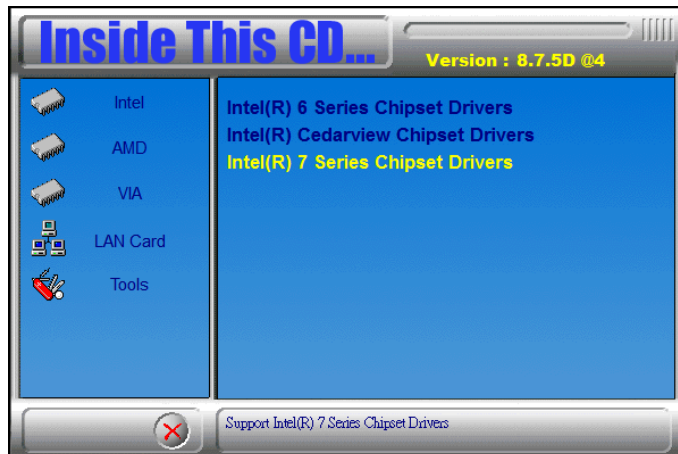 Inside This CD...
Version : 8.7.5D @4
Intel
AMD
VIA
LAN Card
Tools
Intel(R) 6 Series Chipset Drivers
Intel(R) Cedarview Chipset Drivers
Intel(R) 7 Series Chipset Drivers
Support Intel(R) 7 Series Chipset Drivers